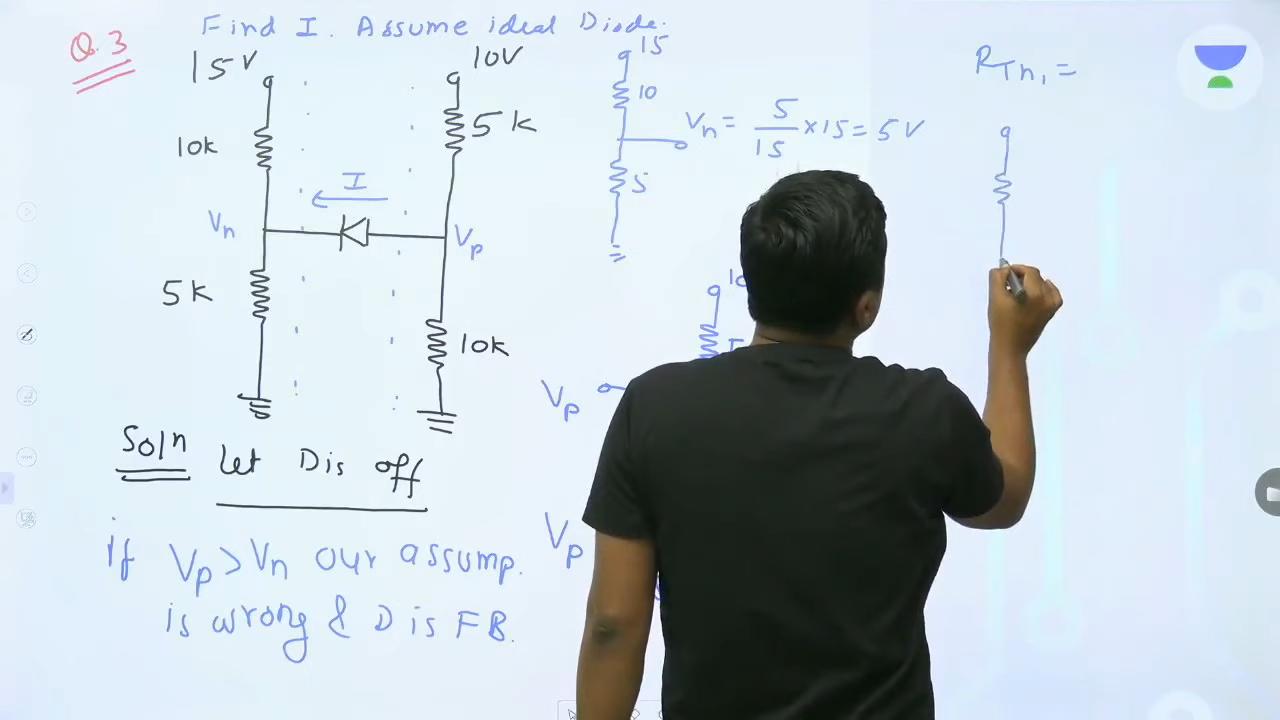 Q.3
Find I. Assume ideal Diode.
15V
10V
10k
5k
I
Vn
Vp
5k
10k
15
10
Vn = 5/15 × 15 = 5V
5
Vp
Vp
RTh1 =
Soln Let D is off
if Vp > Vn our assump.
is wrong & D is FB.